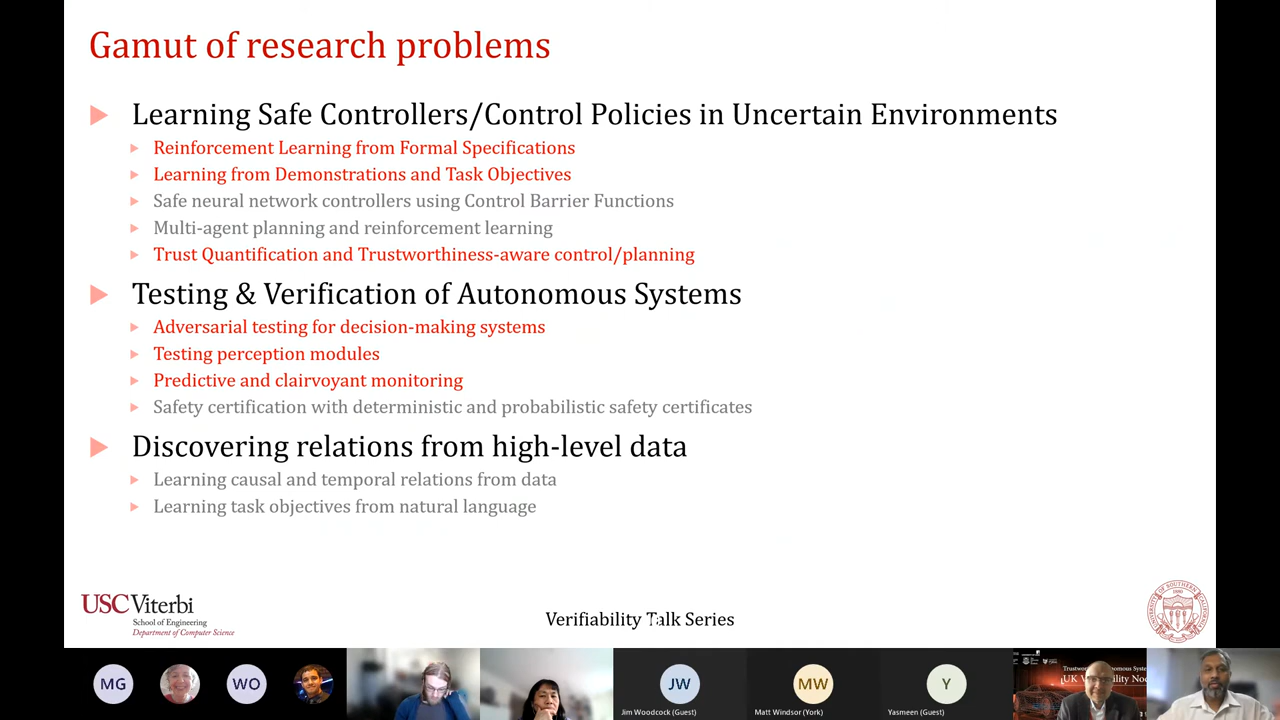 Gamut of research problems
Learning Safe Controllers/Control Policies in Uncertain Environments
Reinforcement Learning from Formal Specifications
Learning from Demonstrations and Task Objectives
Safe neural network controllers using Control Barrier Functions
Multi-agent planning and reinforcement learning
Trust Quantification and Trustworthiness-aware control/planning
Testing & Verification of Autonomous Systems
Adversarial testing for decision-making systems
Testing perception modules
Predictive and clairvoyant monitoring
Safety certification with deterministic and probabilistic safety certificates
Discovering relations from high-level data
Learning causal and temporal relations from data
Learning task objectives from natural language
USC Viterbi
School of Engineering
Department of Computer Science
Verifiability Talk Series
MG
WO
JW
MW
Y
Jim Woodcock (Guest)
Matt Windsor (York)
Yasmeen (Guest)